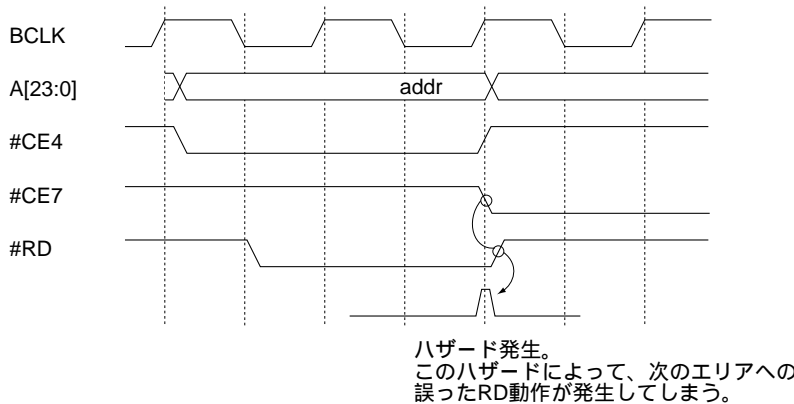 BCLK
A[23:0]
addr
#CE4
#CE7
#RD
ハザード発生。
このハザードによって、次のエリアへの
誤ったRD動作が発生してしまう。